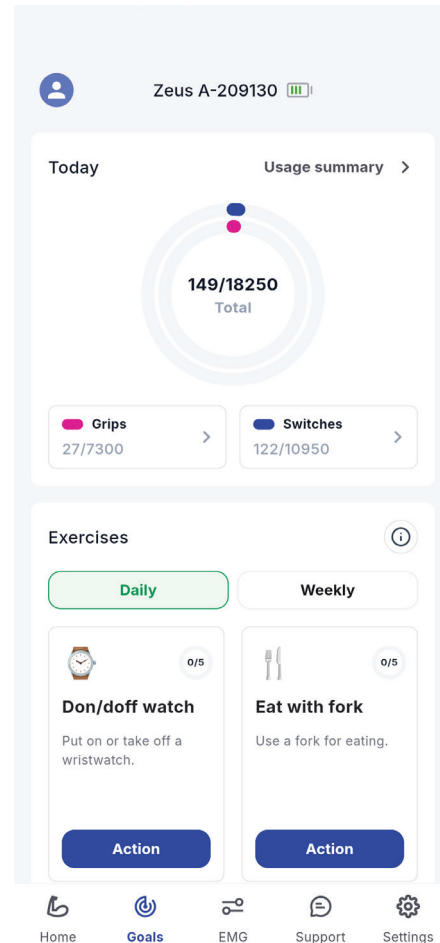 Zeus A-209130
Today
Usage summary
149/18250
Total
Grips
27/7300
Switches
122/10950
Exercises
Daily
Weekly
0/5
Don/doff watch
Put on or take off a
wristwatch.
Action
0/5
Eat with fork
Use a fork for eating.
Action
Home
Goals
EMG
Support
Settings